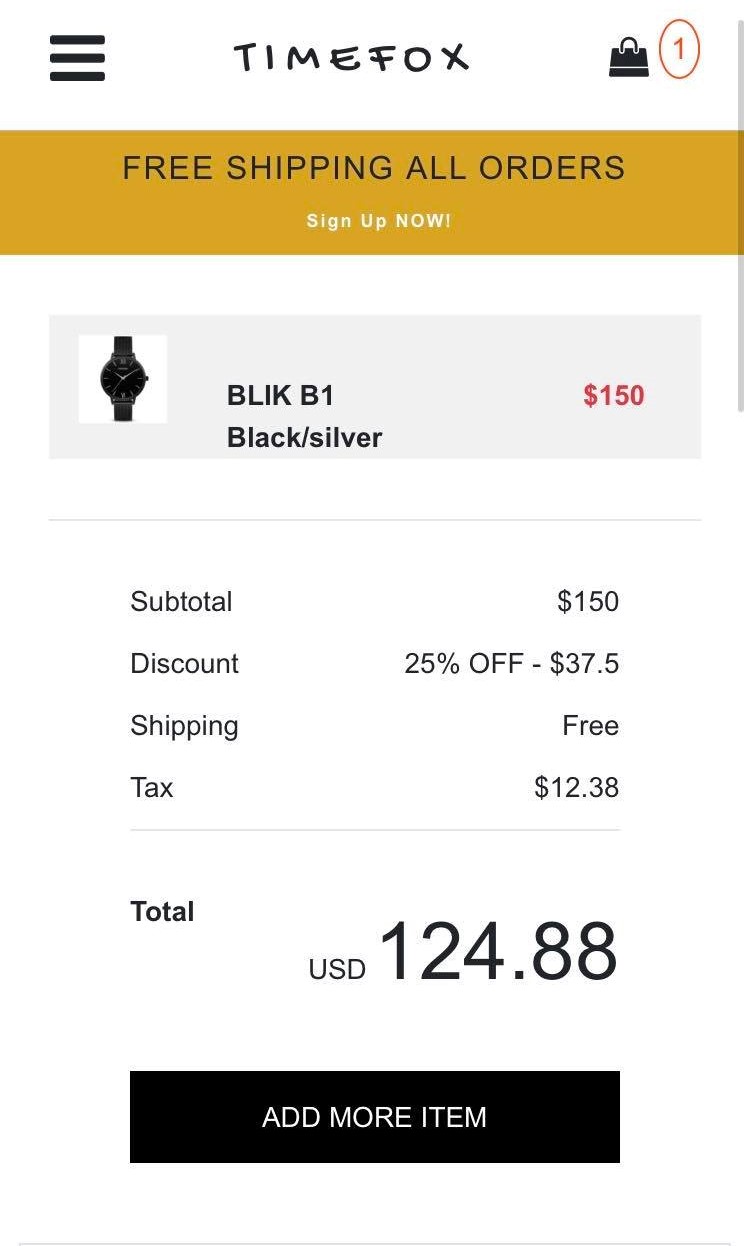 TIMEFOX
1
FREE SHIPPING ALL ORDERS
Sign Up NOW!
BLIK B1 $150
Black/silver
Subtotal $150
Discount 25% OFF - $37.5
Shipping Free
Tax $12.38
Total
USD 124.88
ADD MORE ITEM